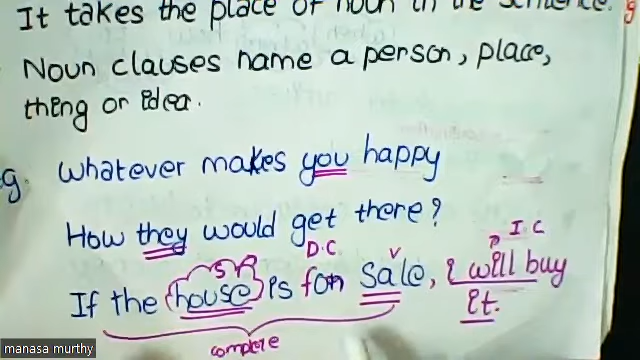 It takes the place of noun in the sentence.
Noun clauses name a person, place,
thing or idea.
g. whatever makes you happy
How they would get there?
I.C
D.C. V P
S
If the house is for sale, I will buy
it.
complete
manasa murthy